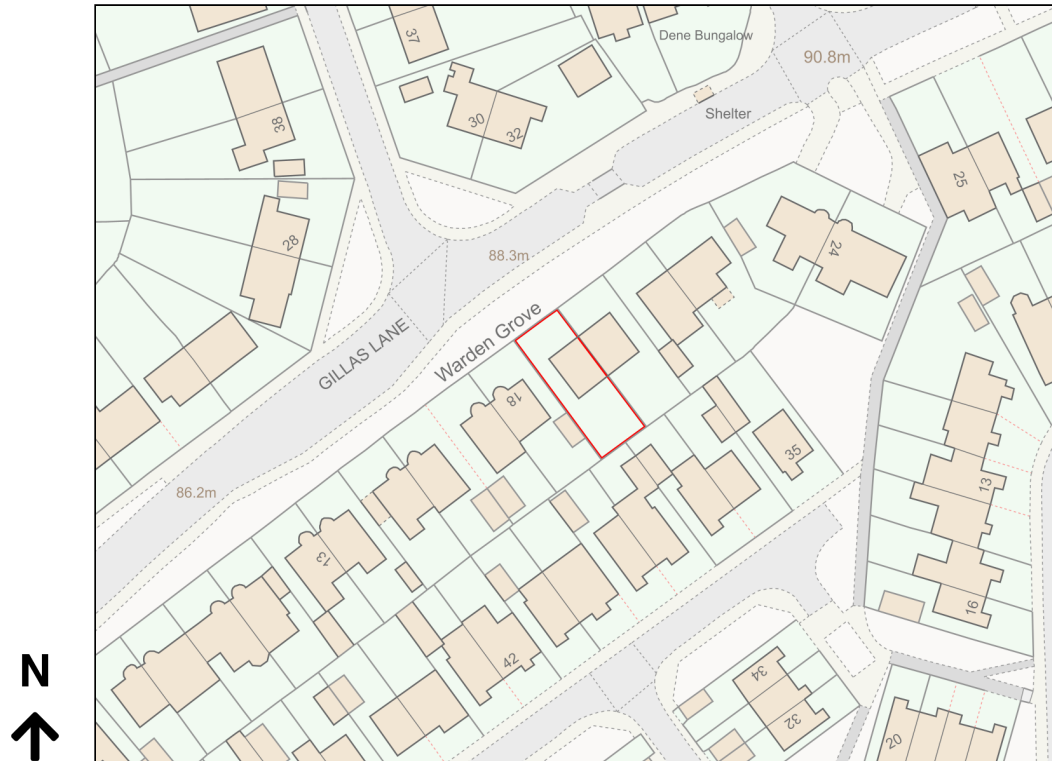 37
Dene Bungalow
90.8m
30
32
Shelter
38
25
28
24
88.3m
Warden Grove
GILLAS LANE
18
35
86.2m
13
13
16
42
34
32
20
N